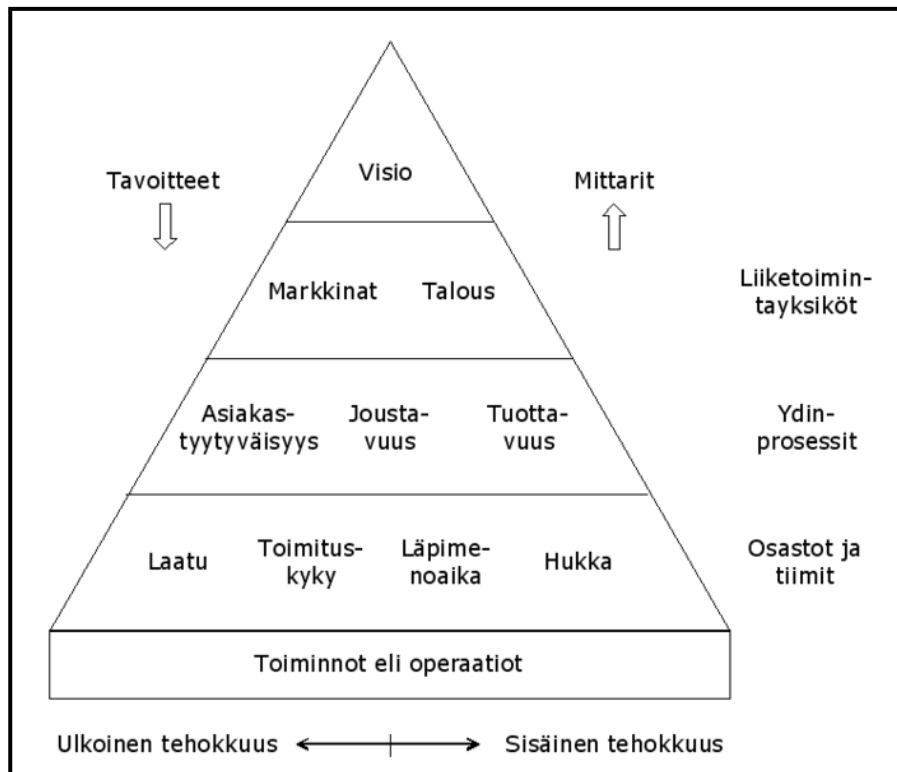 Visio
Tavoitteet
Mittarit
Markkinat Talous
Liiketoimin-
tayksiköt
Asiakas-
tyytyväisyys
Jousta-
vuus
Tuotta-
vuus
Ydin-
prosessit
Laatu
Toimitus-
kyky
Läpime-
noaika
Hukka
Osastot ja
tiimit
Toiminnot eli operaatiot
Ulkoinen tehokkuus
Sisäinen tehokkuus